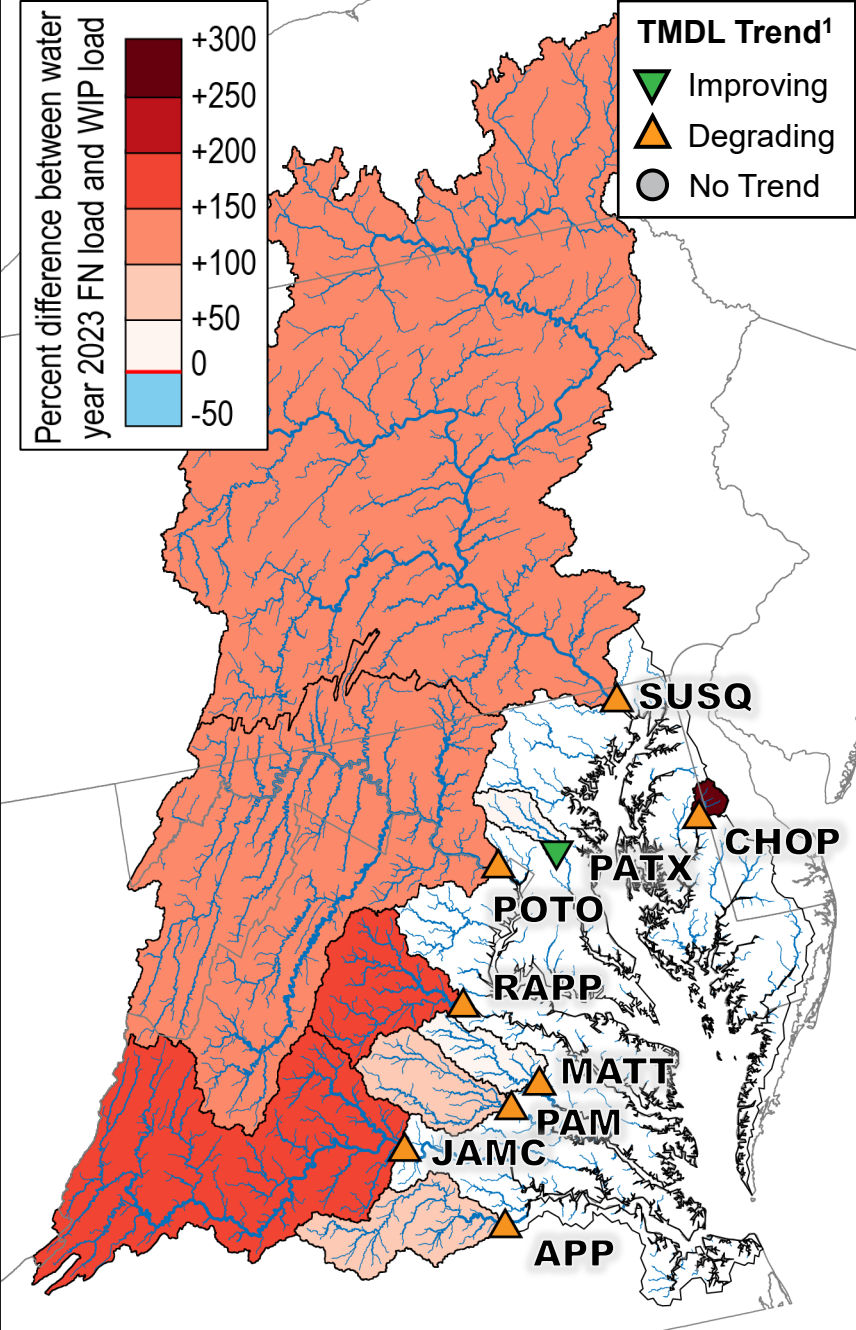 Percent difference between water
year 2023 FN load and WIP load
+300
+250
+200
+150
+100
+50
0
-50
TMDL Trend¹
Improving
Degrading
No Trend
SUSQ
CHOP
PATX
POTO
RAPP
MATT
PAM
JAMC
APP